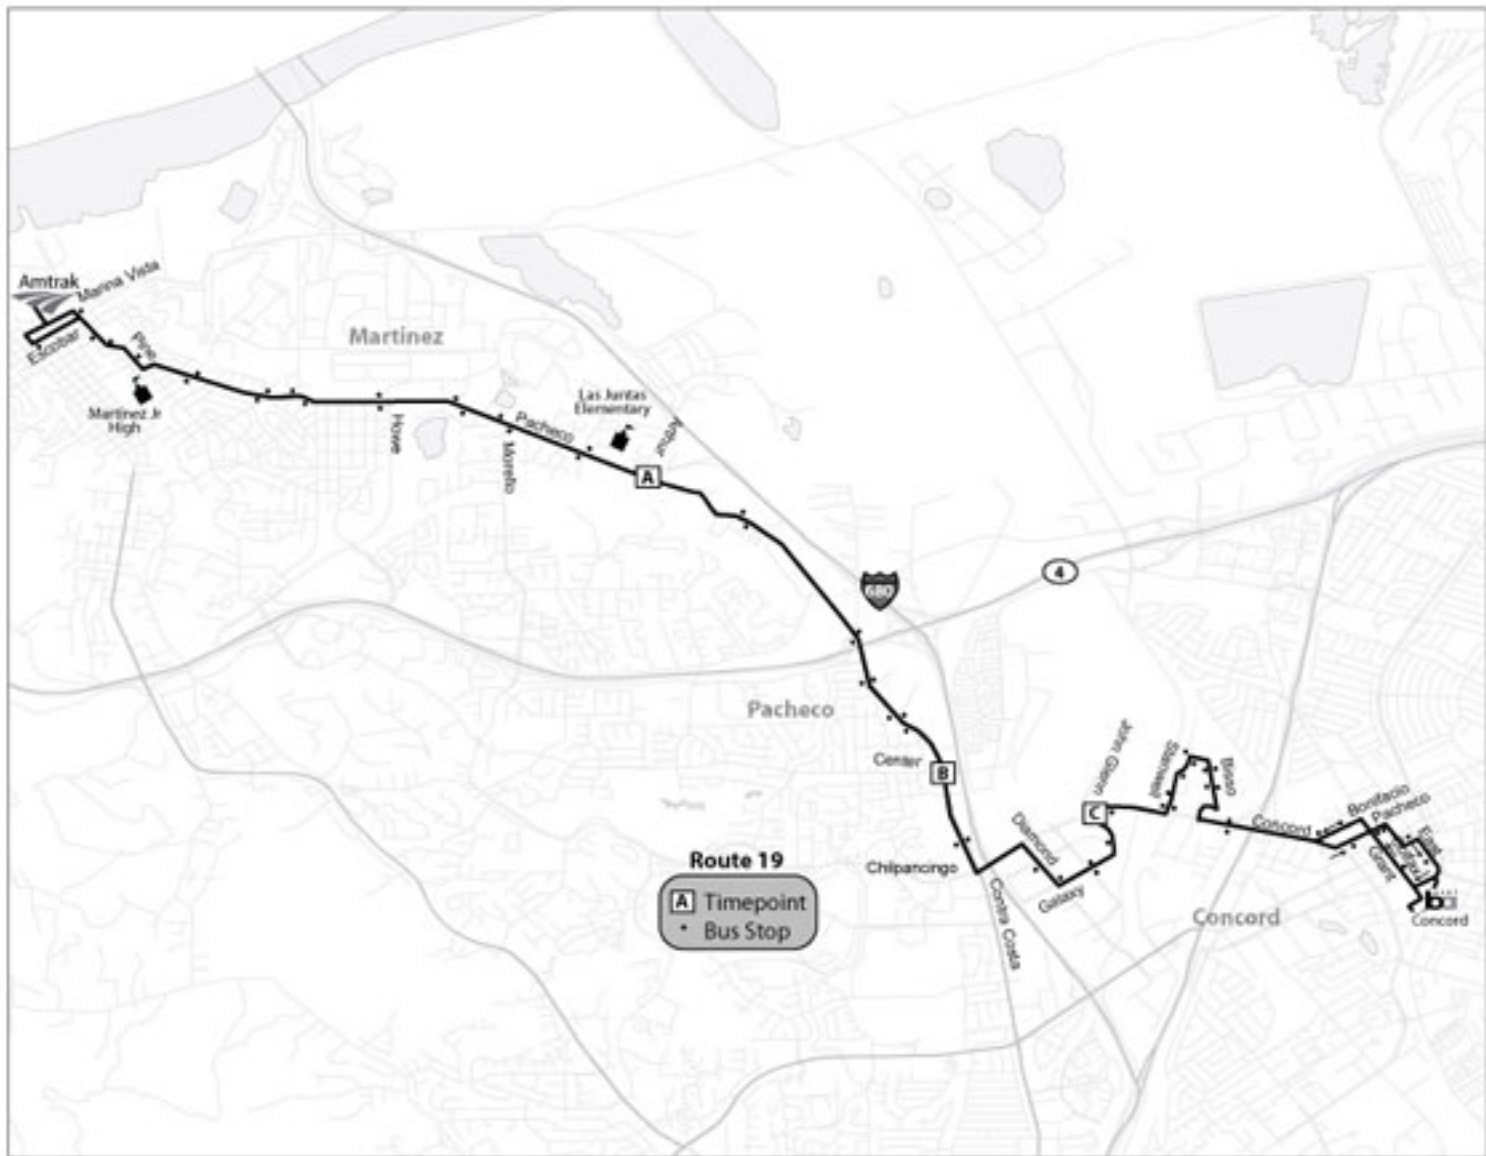 Amtrak
Marina Vista
Escobar
Pine
Martinez Jr
High
Martinez
Howe
Morello
Pacheco
Las Juntas
Elementary
Arthur
A
680
4
Pacheco
Center
B
Chilpancingo
Contra Costa
Diamond
Galaxy
C
John Glenn
Stanwell
Bisso
Concord
Bonifacio
Pacheco
East
Grant
Concord
ba
Concord
Route 19
A Timepoint
Bus Stop